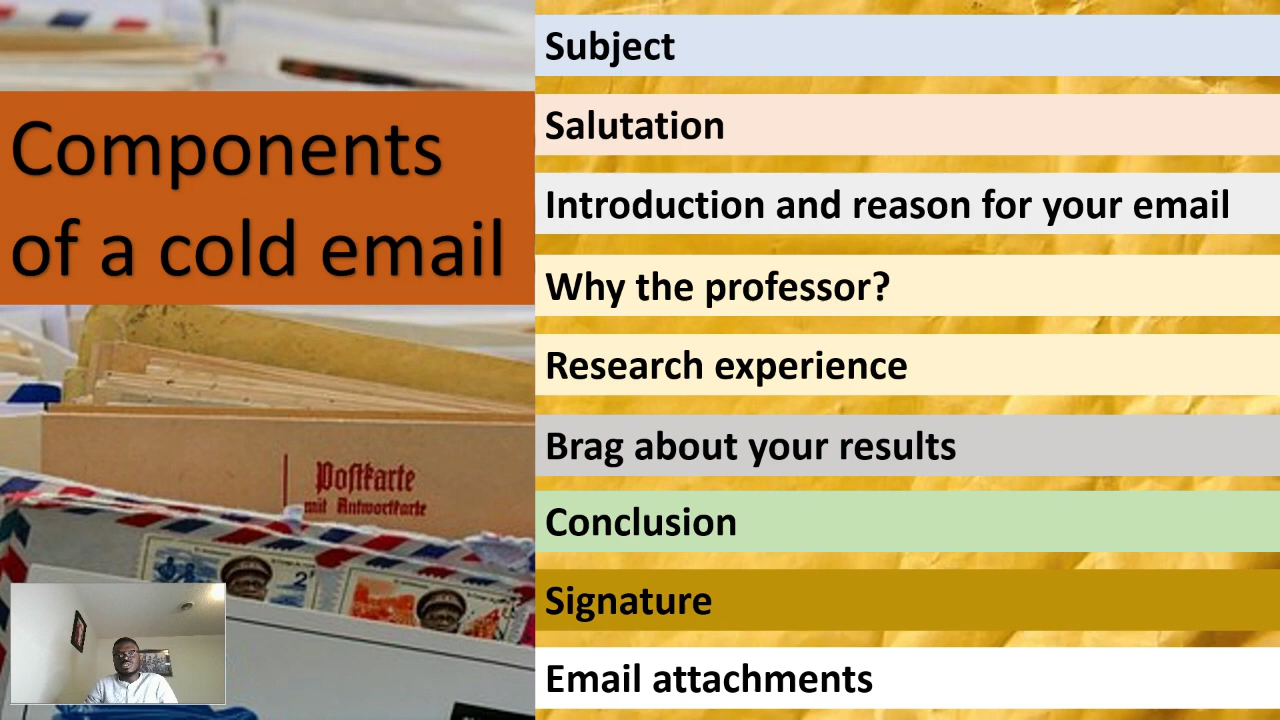 Components
of a cold email
Subject
Salutation
Introduction and reason for your email
Why the professor?
Research experience
Brag about your results
Conclusion
Signature
Email attachments
Postkarte
mit Antwortkarte
2